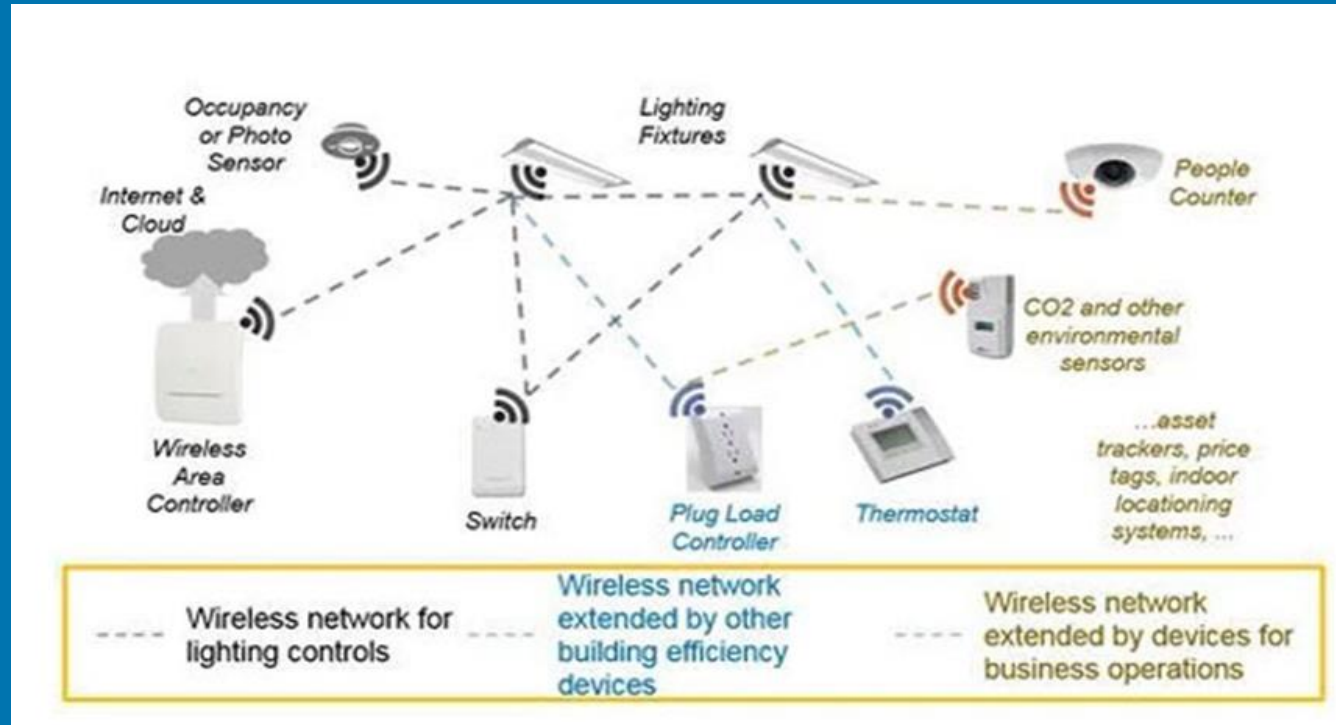 Occupancy
or Photo
Sensor
Lighting
Fixtures
People
Counter
Internet &
Cloud
CO2 and other
environmental
sensors
Wireless
Area
Controller
Switch
Plug Load
Controller
Thermostat
...asset
trackers, price
tags, indoor
locationing
systems, ...
Wireless network for
lighting controls
Wireless network
extended by other
building efficiency
devices
Wireless network
extended by devices for
business operations